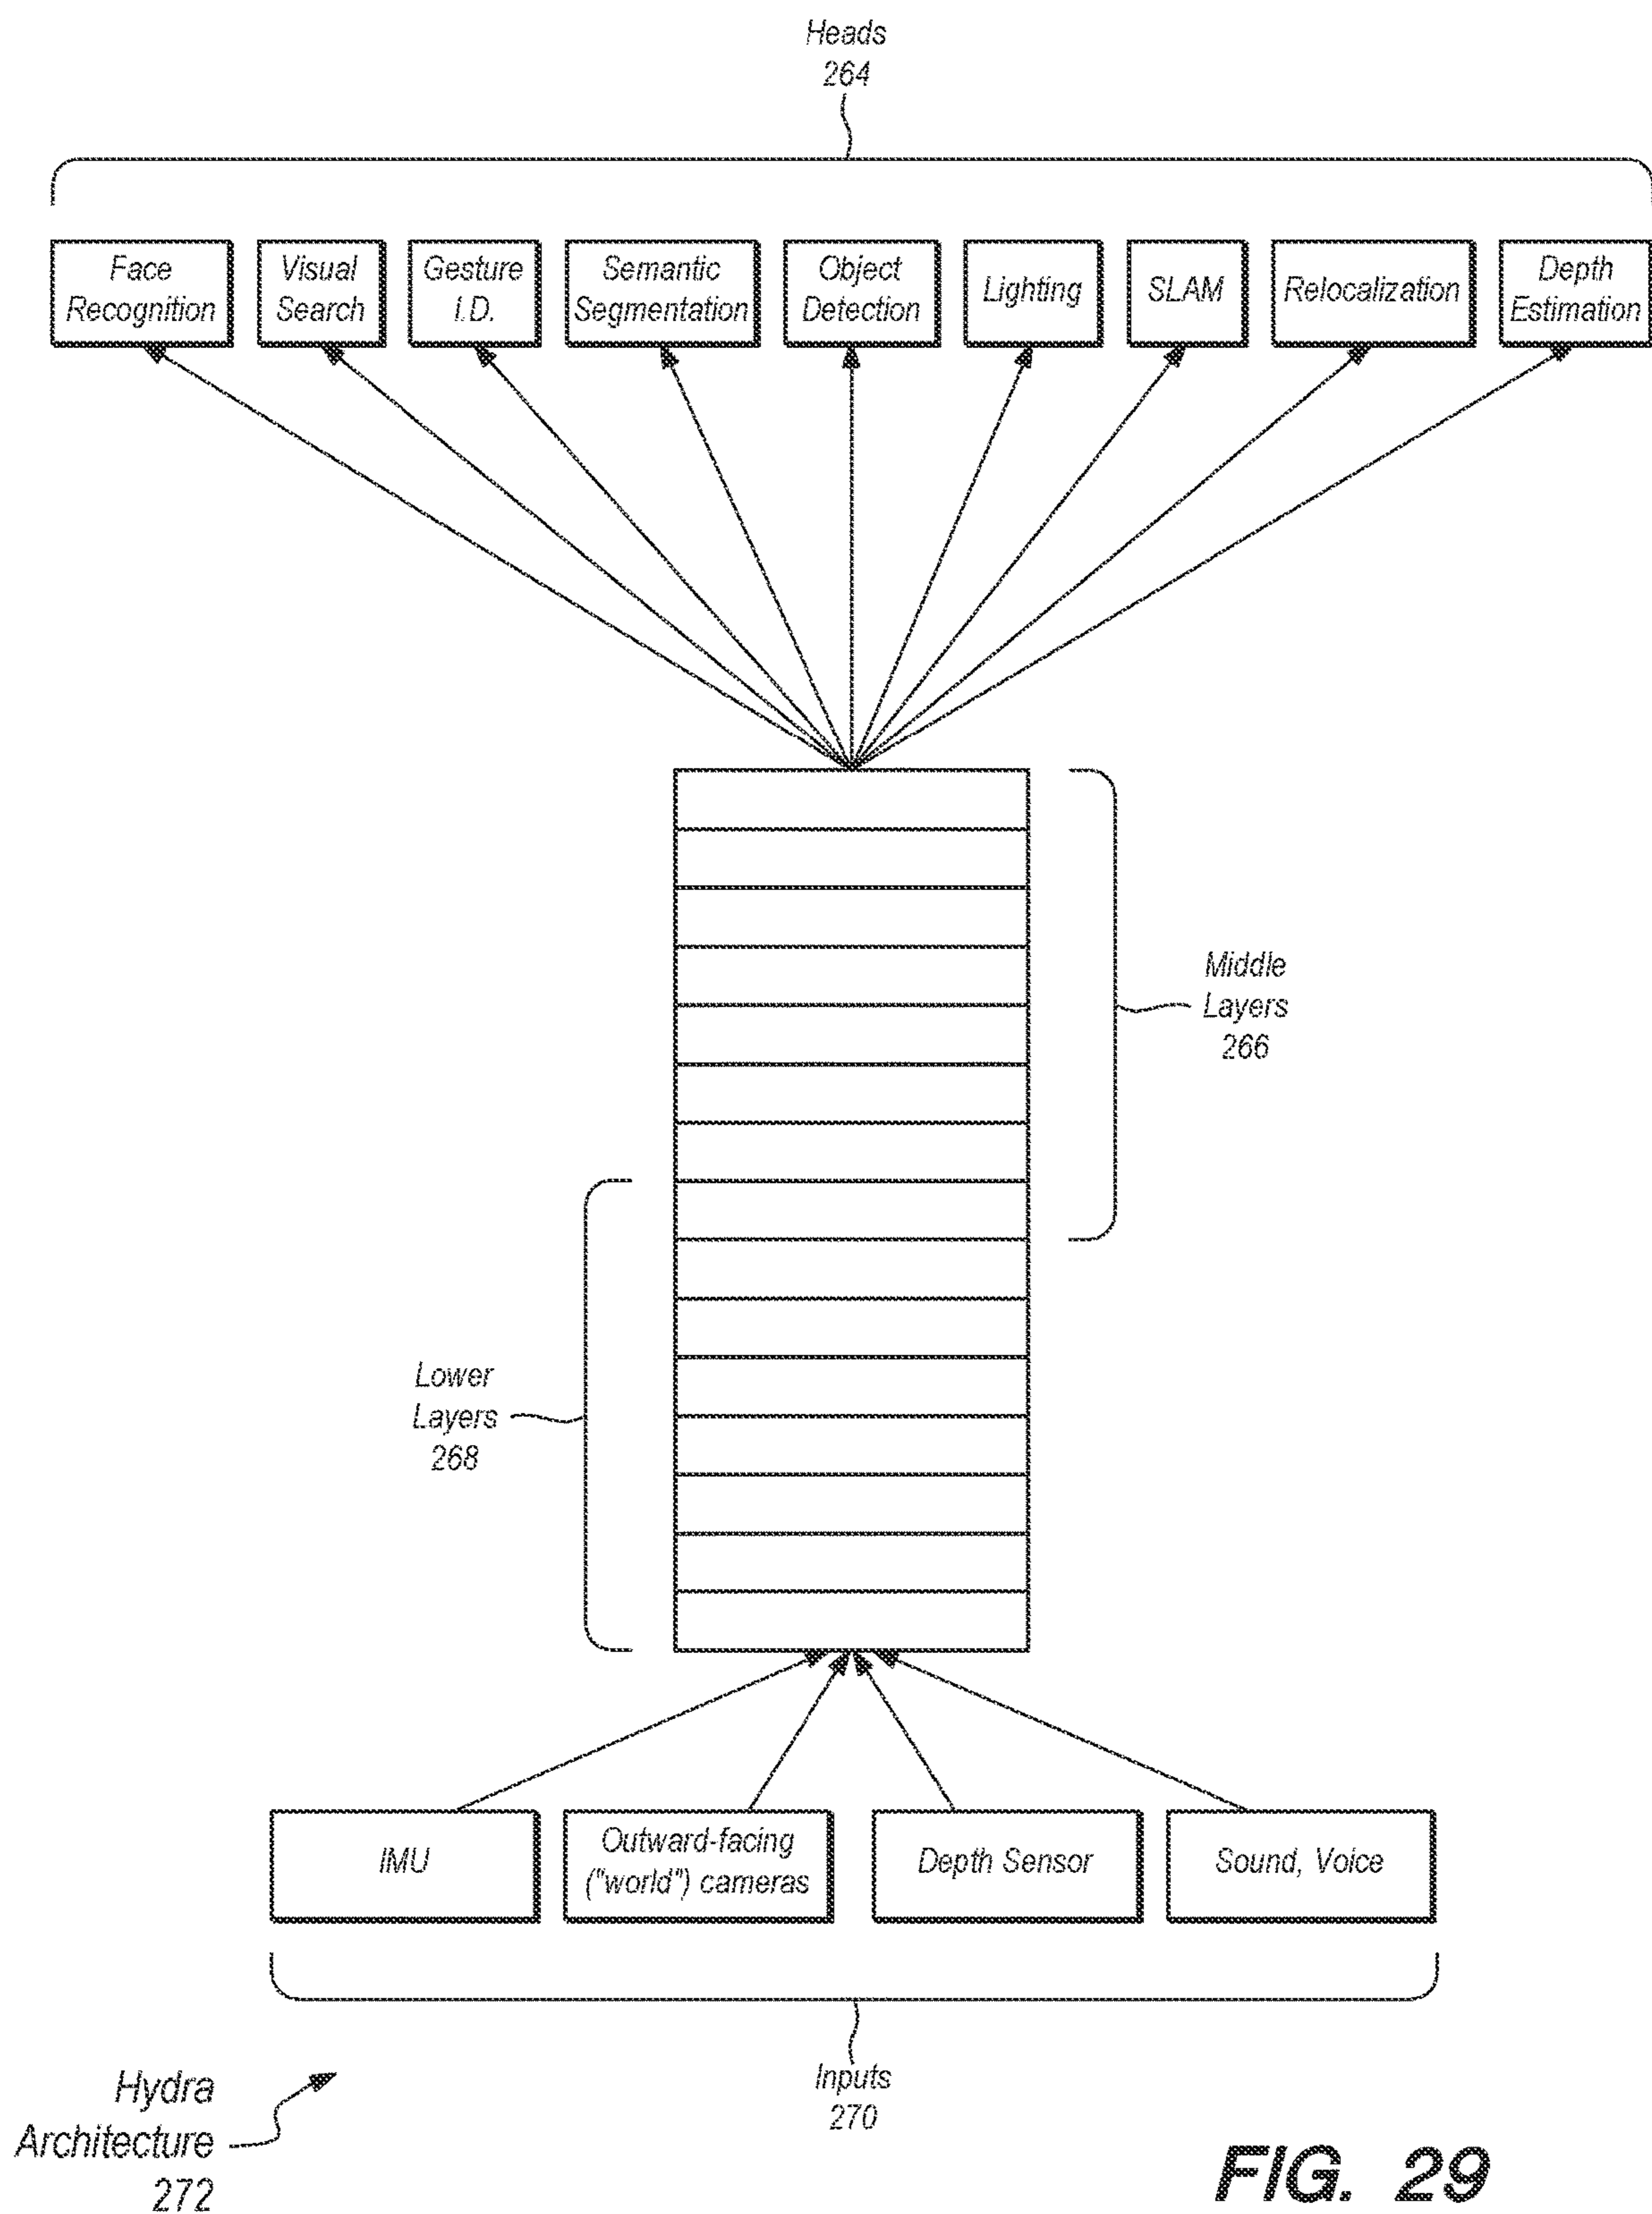 Heads
264
Face
Recognition
Visual
Search
Gesture
I.D.
Semantic
Segmentation
Object
Detection
Lighting
SLAM
Relocalization
Depth
Estimation
Middle
Layers
266
Lower
Layers
268
IMU
Outward-facing
("world") cameras
Depth Sensor
Sound, Voice
Inputs
270
Hydra
Architecture
272
FIG. 29